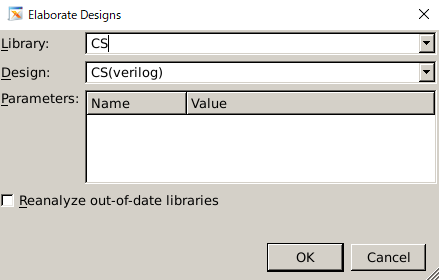 Elaborate Designs
Library: CS
Design: CS(verilog)
Parameters: Name Value
Reanalyze out-of-date libraries
OK Cancel